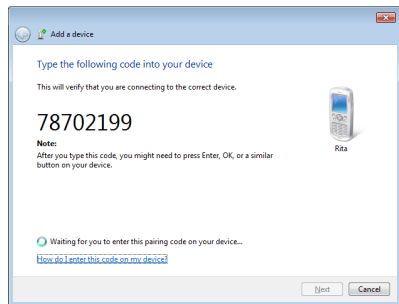 Add a device
Type the following code into your device
This will verify that you are connecting to the correct device.
78702199
Note:
After you type this code, you might need to press Enter, OK, or a similar
button on your device.
Rita
Waiting for you to enter this pairing code on your device...
How do I enter this code on my device?
Next Cancel